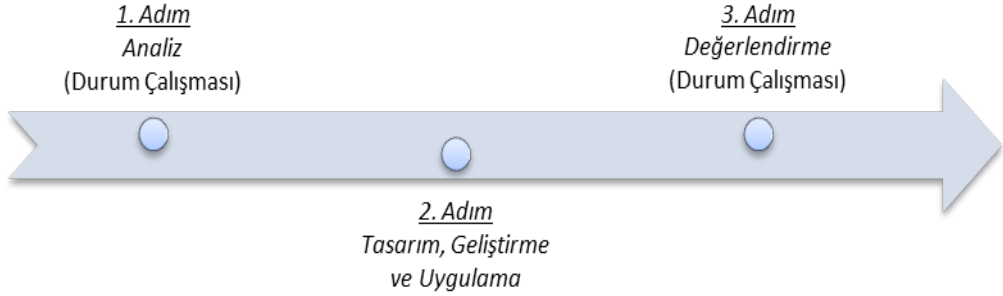 1. Adım
Analiz
(Durum Çalışması)
2. Adım
Tasarım, Geliştirme
ve Uygulama
3. Adım
Değerlendirme
(Durum Çalışması)